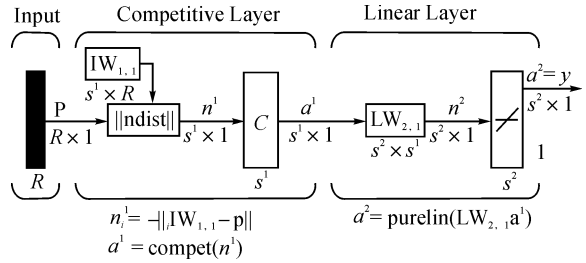 Input
Competitive Layer
Linear Layer
IW₁,₁
s¹ × R
P
R × 1
||ndist||
n¹
s¹ × 1
C
a¹
s¹ × 1
LW₂,₁
s² × s¹
n²
s² × 1
a² = y
s² × 1
1
R
s¹
s²
nᵢ¹ = -||ᵢIW₁,₁ - p||
a¹ = compet(n¹)
a² = purelin(LW₂,₁a¹)